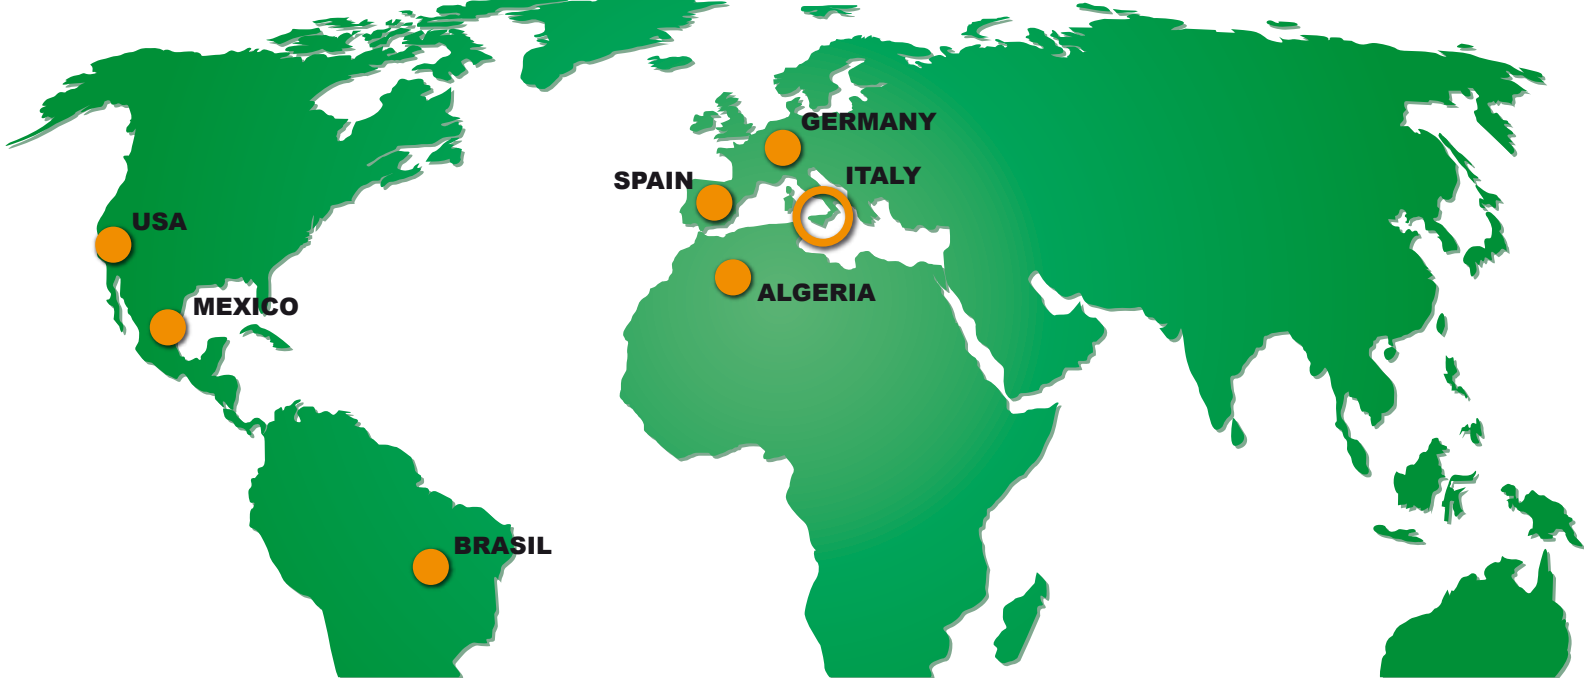 GERMANY
ITALY
SPAIN
USA
ALGERIA
MEXICO
BRASIL